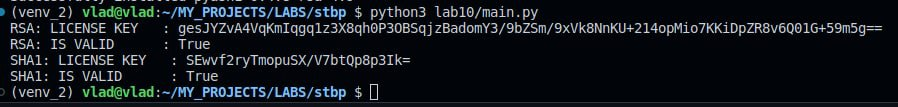 (venv_2) vlad@vlad:~/MY_PROJECTS/LABS/stbp $ python3 lab10/main.py
RSA: LICENSE KEY : gesJYZvA4VqKmIqgq1z3X8qh0P3OBSqjzBadomY3/9bZSm/9xVk8NnKU+214opMio7KKiDpZR8v6Q01G+59m5g==
RSA: IS VALID : True
SHA1: LICENSE KEY : SEwvf2ryTmopuSX/V7btQp8p3Ik=
SHA1: IS VALID : True
(venv_2) vlad@vlad:~/MY_PROJECTS/LABS/stbp $